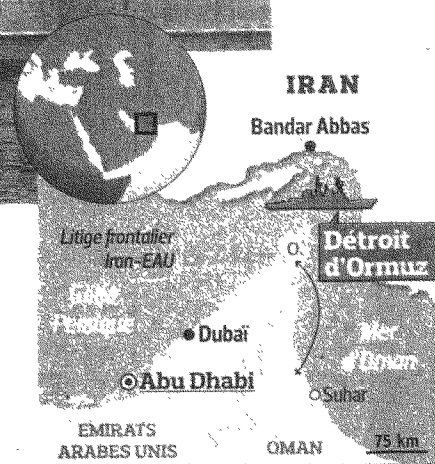 IRAN
Bandar Abbas
Détroit
d'Ormuz
Litige frontalier
Iran-EAU
O.
Golfe
Persique
Dubaï
Mer
d'Oman
Abu Dhabi
Suhar
EMIRATS
ARABES UNIS
OMAN
75 km